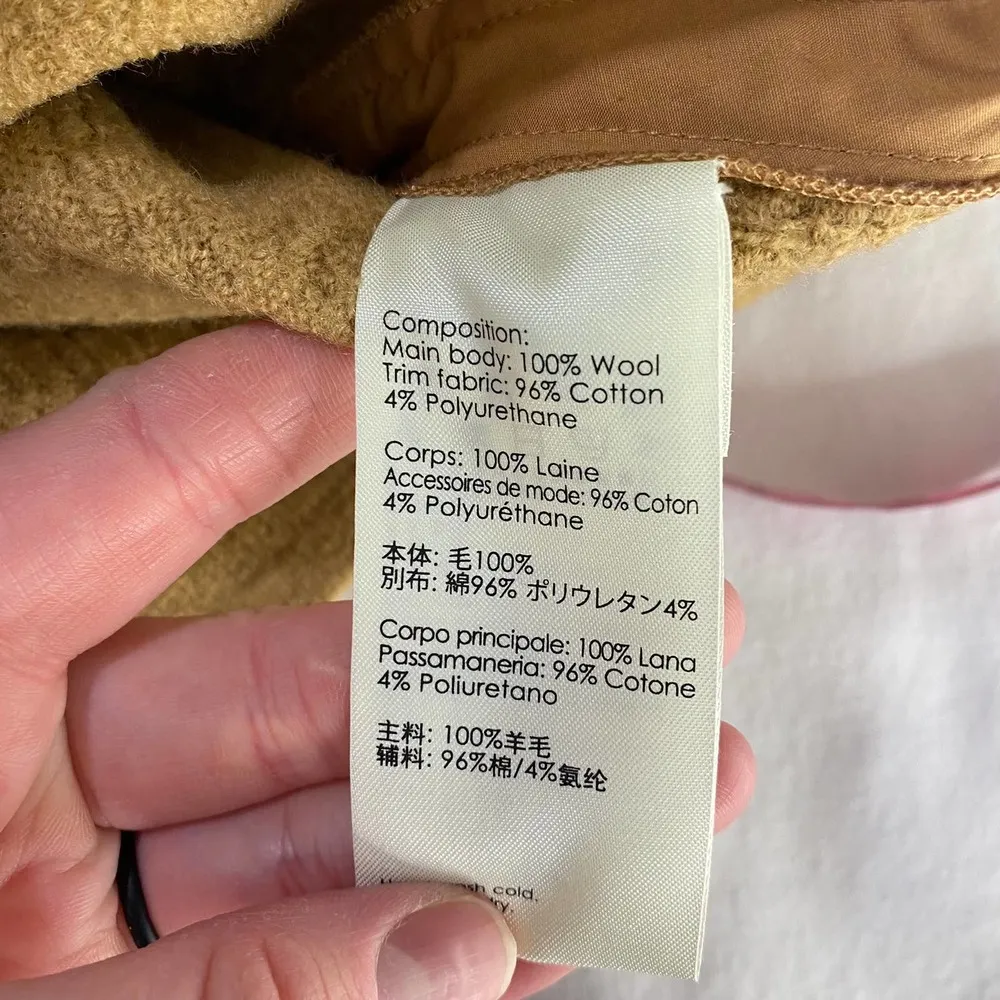 Composition:
Main body: 100% Wool
Trim fabric: 96% Cotton
4% Polyurethane
Corps: 100% Laine
Accessoires de mode: 96% Coton
4% Polyuréthane
本体: 毛100%
別布: 綿96% ポリウレタン4%
Corpo principale: 100% Lana
Passamaneria: 96% Cotone
4% Poliuretano
主料: 100%羊毛
辅料: 96%棉/4%氨纶
cold.